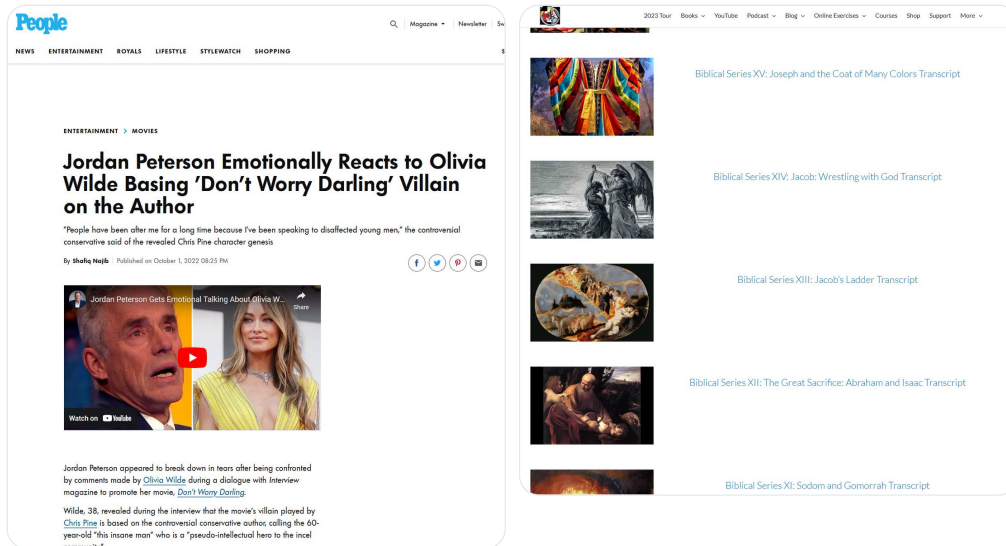 People
Magazine
Newsletter
NEWS ENTERTAINMENT ROYALS LIFESTYLE STYLEWATCH SHOPPING
ENTERTAINMENT > MOVIES
Jordan Peterson Emotionally Reacts to Olivia
Wilde Basing 'Don't Worry Darling' Villain
on the Author
"People have been after me for a long time because I've been speaking to disaffected young men," the controversial
conservative said of the revealed Chris Pine character genesis
By Shafiq Najib | Published on October 1, 2022 08:25 PM
Jordan Peterson Gets Emotional Talking About Olivia W...
Share
Watch on YouTube
Jordan Peterson appeared to break down in tears after being confronted
by comments made by Olivia Wilde during a dialogue with Interview
magazine to promote her movie, Don't Worry Darling.
Wilde, 38, revealed during the interview that the movie's villain played by
Chris Pine is based on the controversial conservative author, calling the 60-
year-old "this insane man" who is a "pseudo-intellectual hero to the incel
2023 Tour Books YouTube Podcast Blog Online Exercises Courses Shop Support More
Biblical Series XV: Joseph and the Coat of Many Colors Transcript
Biblical Series XIV: Jacob: Wrestling with God Transcript
Biblical Series XIII: Jacob's Ladder Transcript
Biblical Series XII: The Great Sacrifice: Abraham and Isaac Transcript
Biblical Series XI: Sodom and Gomorrah Transcript